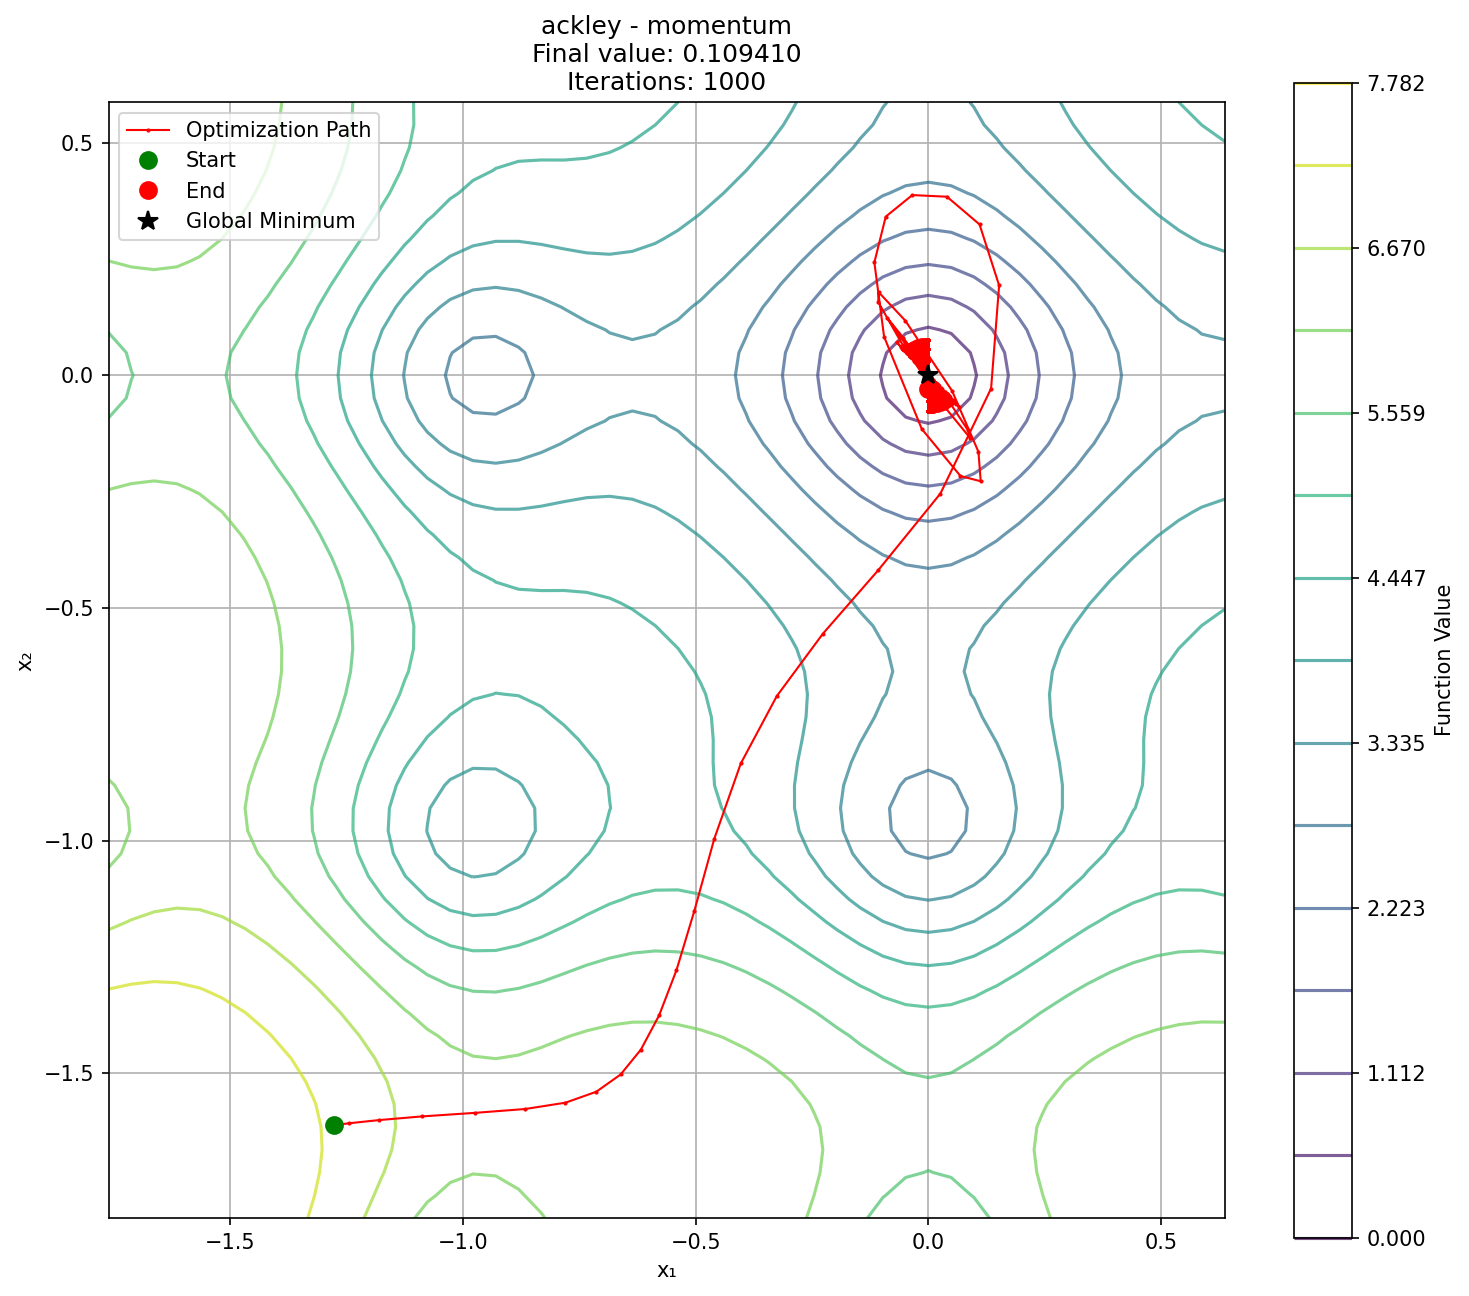 ackley - momentum
Final value: 0.109410
Iterations: 1000
Optimization Path
Start
End
Global Minimum
0.5
0.0
−0.5
−1.0
−1.5
x₂
−1.5
−1.0
−0.5
0.0
0.5
x₁
7.782
6.670
5.559
4.447
3.335
2.223
1.112
0.000
Function Value